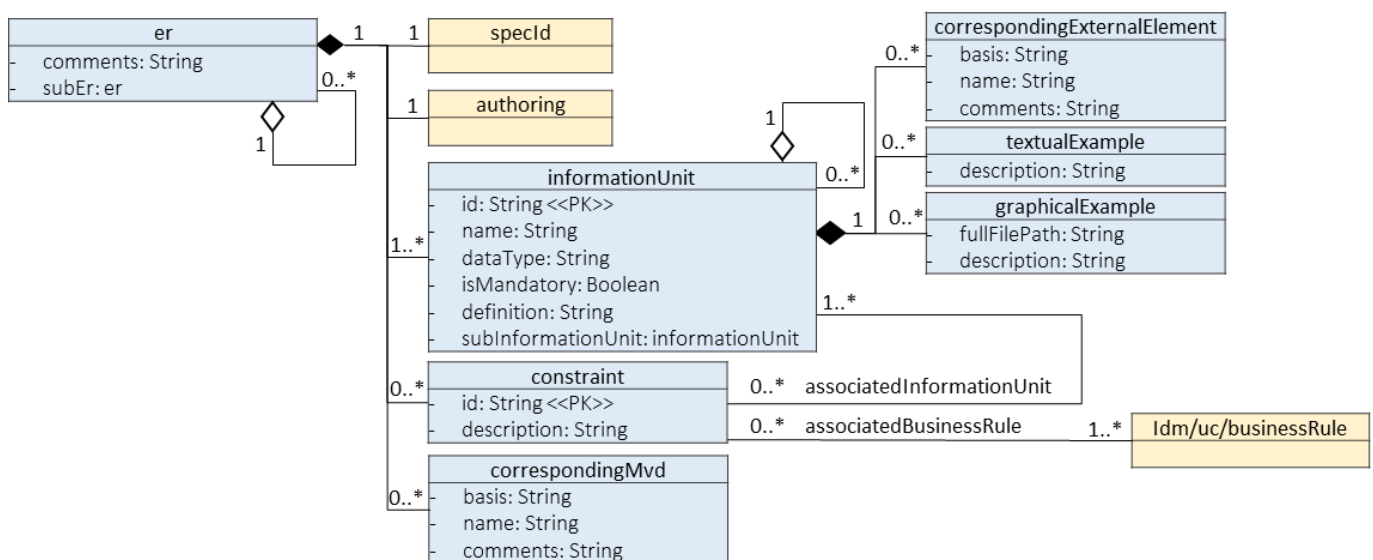 er
- comments: String
- subEr: er
1
0..*
1
1
specId
1
authoring
1..*
informationUnit
- id: String <<PK>>
- name: String
- dataType: String
- isMandatory: Boolean
- definition: String
- subInformationUnit: informationUnit
1
0..*
1
0..*
correspondingExternalElement
- basis: String
- name: String
- comments: String
0..*
textualExample
- description: String
0..*
graphicalExample
- fullFilePath: String
- description: String
1..*
0..*
constraint
- id: String <<PK>>
- description: String
0..* associatedInformationUnit
0..* associatedBusinessRule
1..*
Idm/uc/businessRule
0..*
correspondingMvd
- basis: String
- name: String
- comments: String